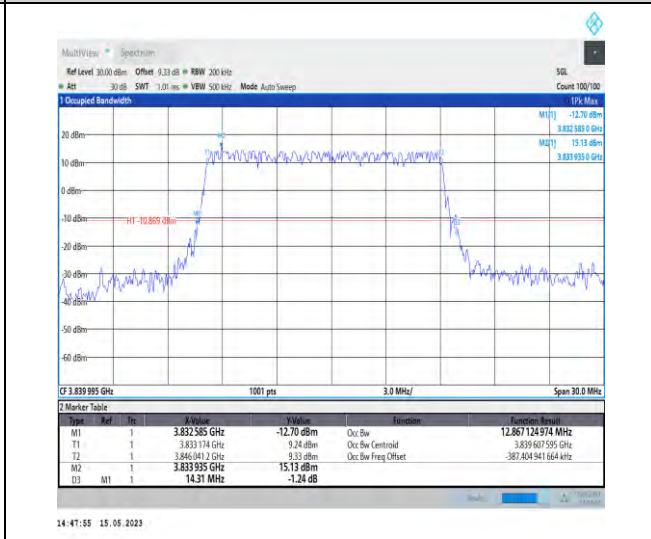 MultiView Spectrum
Ref Level 30.00 dBm Offset 9.33 dB RBW 200 kHz SGL
Att 30 dB SWT 1.01 ms VBW 500 kHz Mode Auto Sweep Count 100/100
1 Occupied Bandwidth 1Pk Max
M1[1] -12.70 dBm
3.832 585 0 GHz
M2[1] 15.13 dBm
3.833 935 0 GHz
20 dBm
M2
10 dBm
0 dBm
-10 dBm
M1
H1 -10.869 dBm
-20 dBm
-30 dBm
-40 dBm
-50 dBm
-60 dBm
CF 3.839 995 GHz 1001 pts 3.0 MHz/ Span 30.0 MHz
2 Marker Table
Type Ref Trc X-Value Y-Value Function Function Result
M1 1 3.832 585 GHz -12.70 dBm Occ Bw 12.867 124 974 MHz
T1 1 3.833 174 GHz 9.24 dBm Occ Bw Centroid 3.839 607 595 GHz
T2 1 3.846 041 2 GHz 9.33 dBm Occ Bw Freq Offset -387.404 941 664 kHz
M2 1 3.833 935 GHz 15.13 dBm
D3 M1 1 14.31 MHz -1.24 dB
14:47:55 15.05.2023